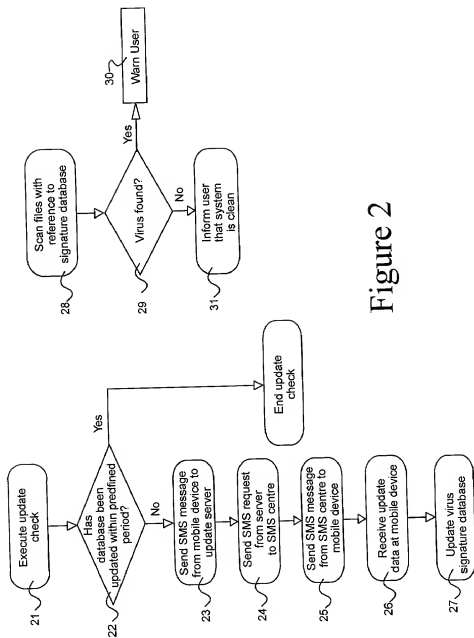 21
Execute update
check
22
Has
database been
updated within predfined
period?
Yes
No
End update
check
23
Send SMS message
from mobile device to
update server
24
Send SMS request
from server
to SMS centre
25
Send SMS message
from SMS centre to
mobile device
26
Receive update
data at mobile device
27
Update virus
signature database
28
Scan files with
reference to
signature database
29
Virus found?
Yes
No
30
Warn User
31
Inform user
that system
is clean
Figure 2